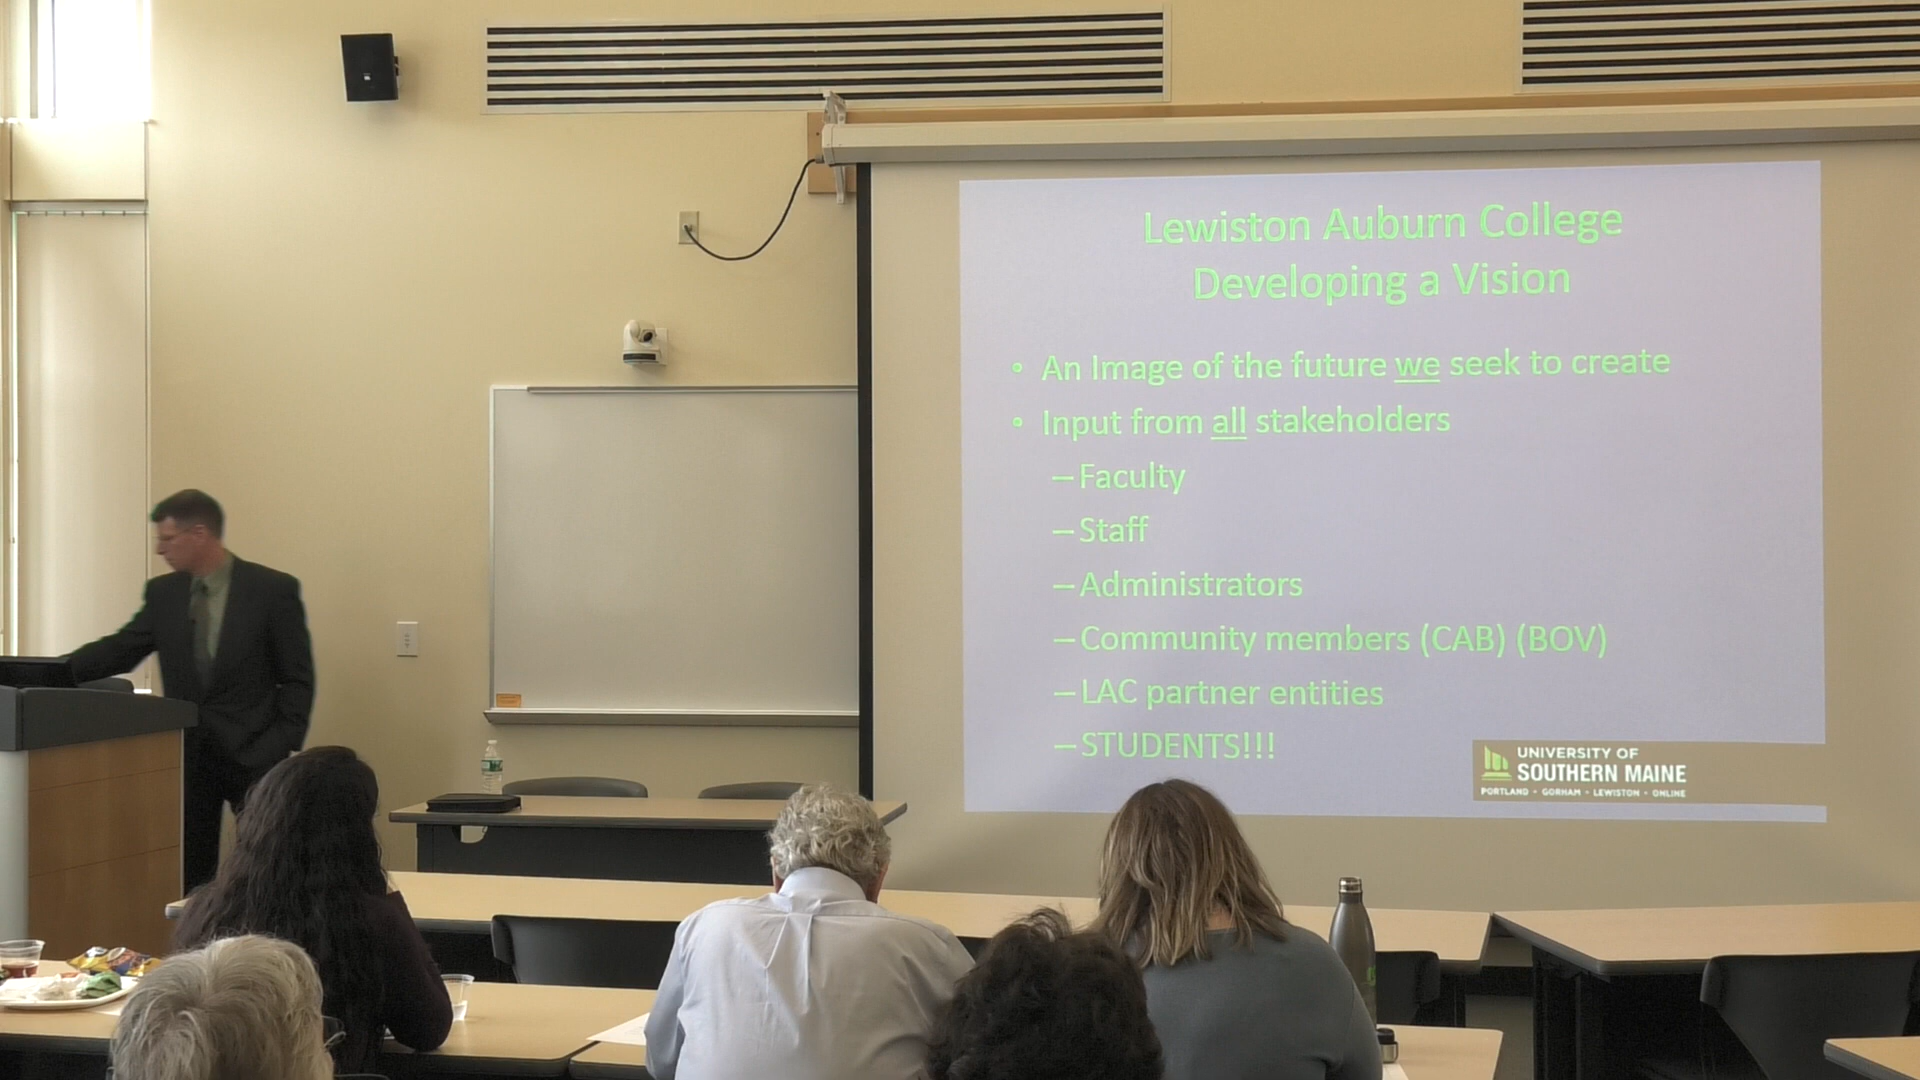 Lewiston Auburn College
Developing a Vision
• An Image of the future we seek to create
• Input from all stakeholders
– Faculty
– Staff
– Administrators
– Community members (CAB) (BOV)
– LAC partner entities
– STUDENTS!!!
UNIVERSITY OF
SOUTHERN MAINE
PORTLAND • GORHAM • LEWISTON • ONLINE